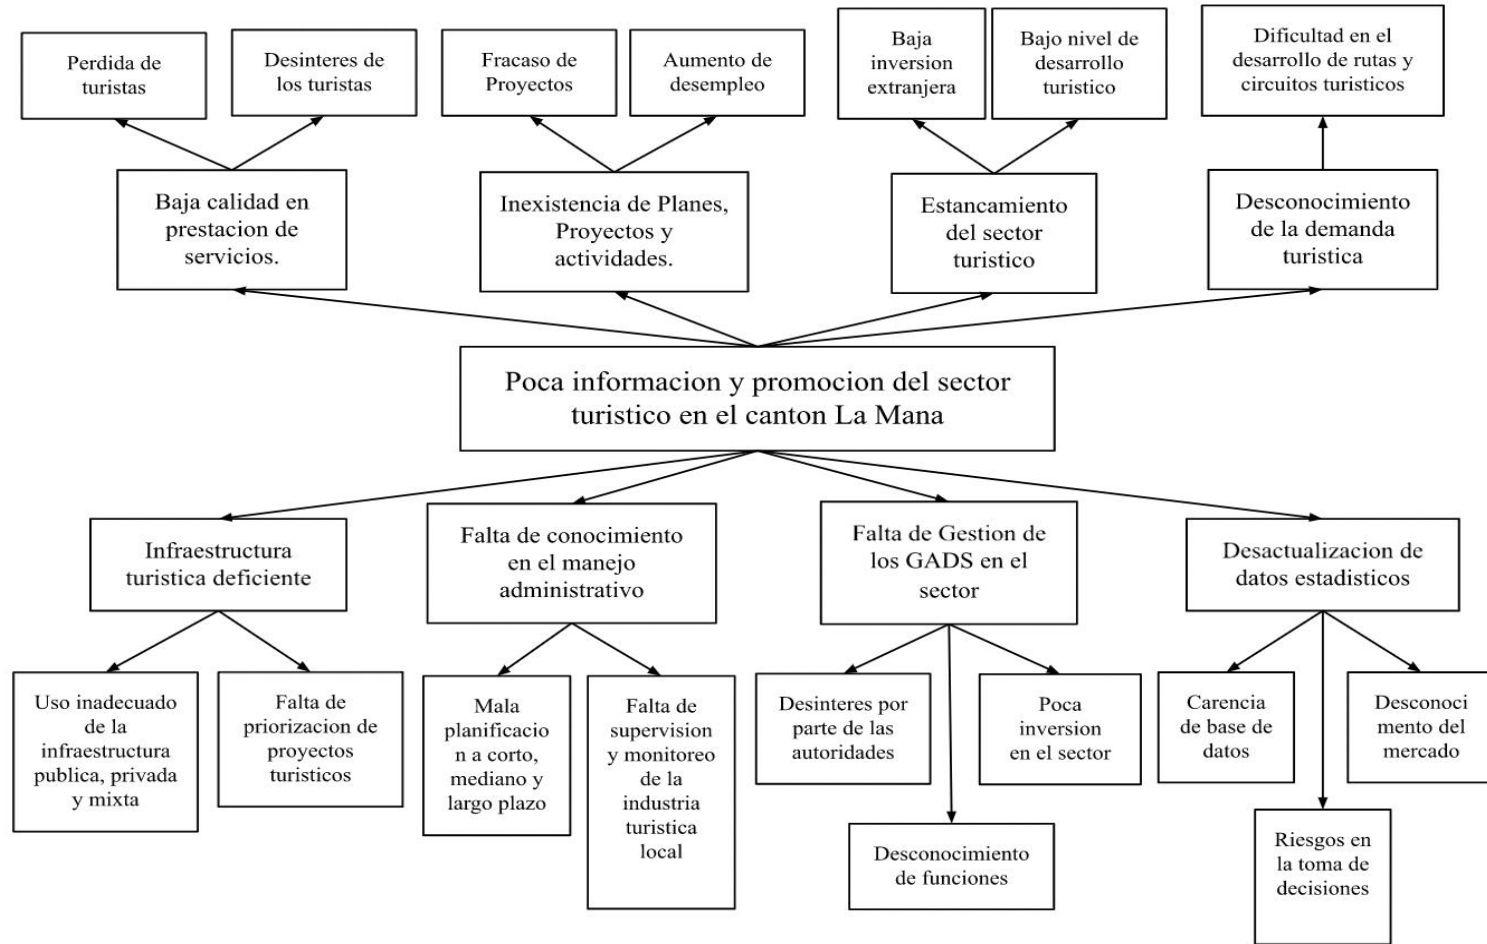 Perdida de
turistas
Desinteres de
los turistas
Fracaso de
Proyectos
Aumento de
desempleo
Baja
inversion
extranjera
Bajo nivel de
desarrollo
turistico
Dificultad en el
desarrollo de rutas y
circuitos turisticos
Baja calidad en
prestacion de
servicios.
Inexistencia de Planes,
Proyectos y
actividades.
Estancamiento
del sector
turistico
Desconocimiento
de la demanda
turistica
Poca informacion y promocion del sector
turistico en el canton La Mana
Infraestructura
turistica deficiente
Falta de conocimiento
en el manejo
administrativo
Falta de Gestion de
los GADS en el
sector
Desactualizacion de
datos estadisticos
Uso inadecuado
de la
infraestructura
publica, privada
y mixta
Falta de
priorizacion de
proyectos
turisticos
Mala
planificacio
n a corto,
mediano y
largo plazo
Falta de
supervision
y monitoreo
de la
industria
turistica
local
Desinteres por
parte de las
autoridades
Poca
inversion
en el sector
Carencia
de base de
datos
Desconoci
mento del
mercado
Desconocimiento
de funciones
Riesgos en
la toma de
decisiones